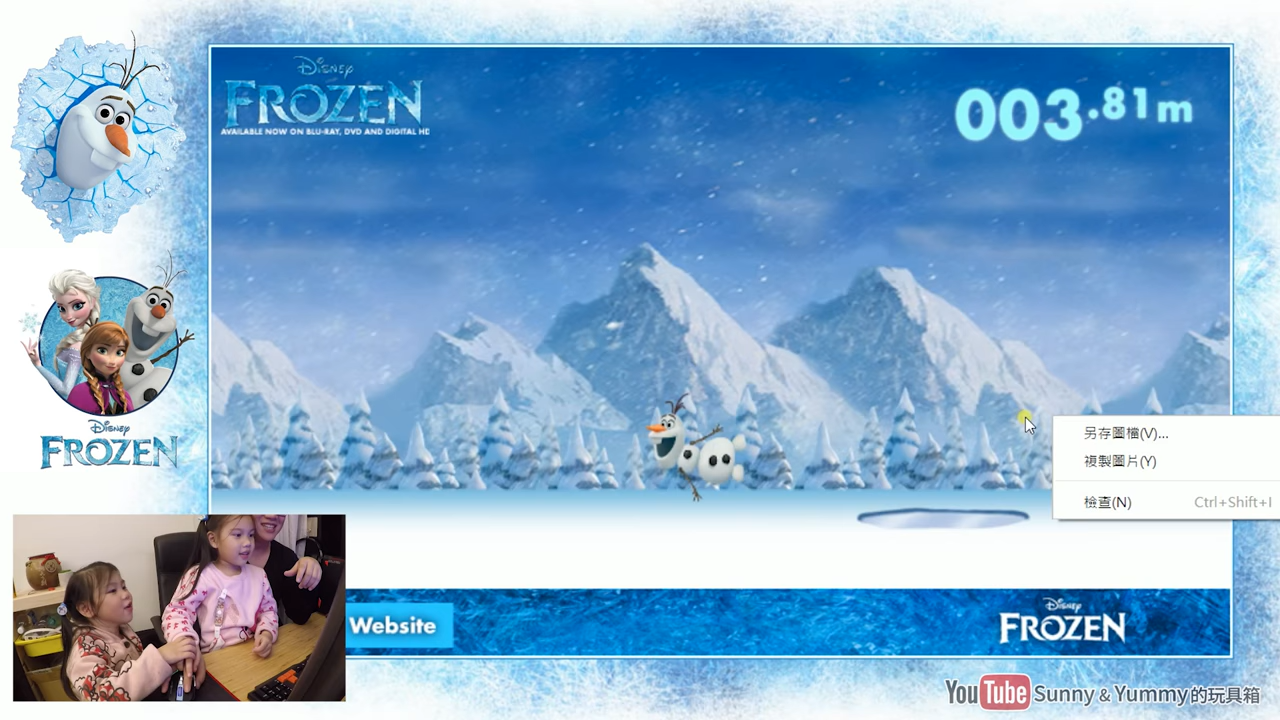 Disney
FROZEN
AVAILABLE NOW ON BLU-RAY, DVD AND DIGITAL HD
003.81m
另存圖檔(V)...
複製圖片(Y)
檢查(N) Ctrl+Shift+I
Disney
FROZEN
Website
Disney
FROZEN
YouTube Sunny & Yummy的玩具箱